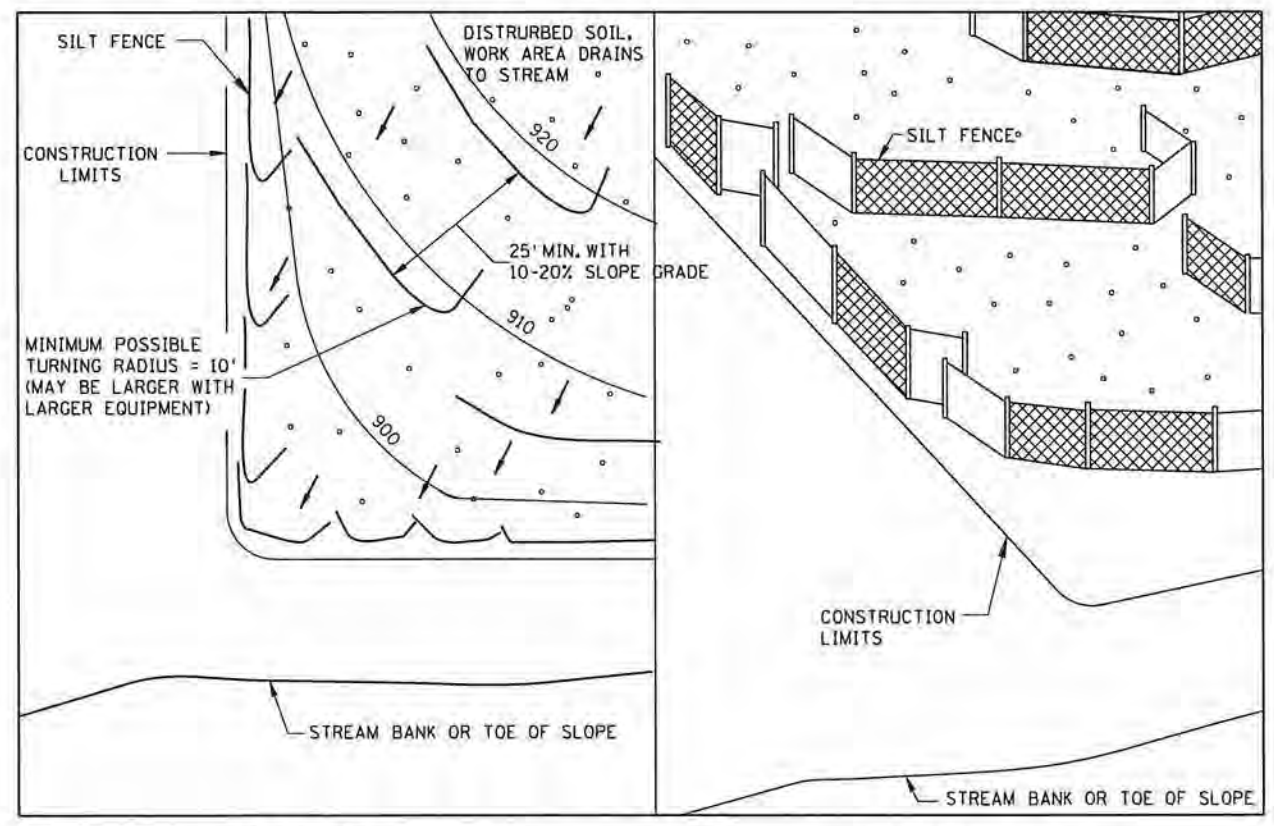 SILT FENCE
DISTRURBED SOIL,
WORK AREA DRAINS
TO STREAM
CONSTRUCTION
LIMITS
920
25' MIN. WITH
10-20% SLOPE GRADE
910
MINIMUM POSSIBLE
TURNING RADIUS = 10'
(MAY BE LARGER WITH
LARGER EQUIPMENT)
900
STREAM BANK OR TOE OF SLOPE
SILT FENCE
CONSTRUCTION
LIMITS
STREAM BANK OR TOE OF SLOPE